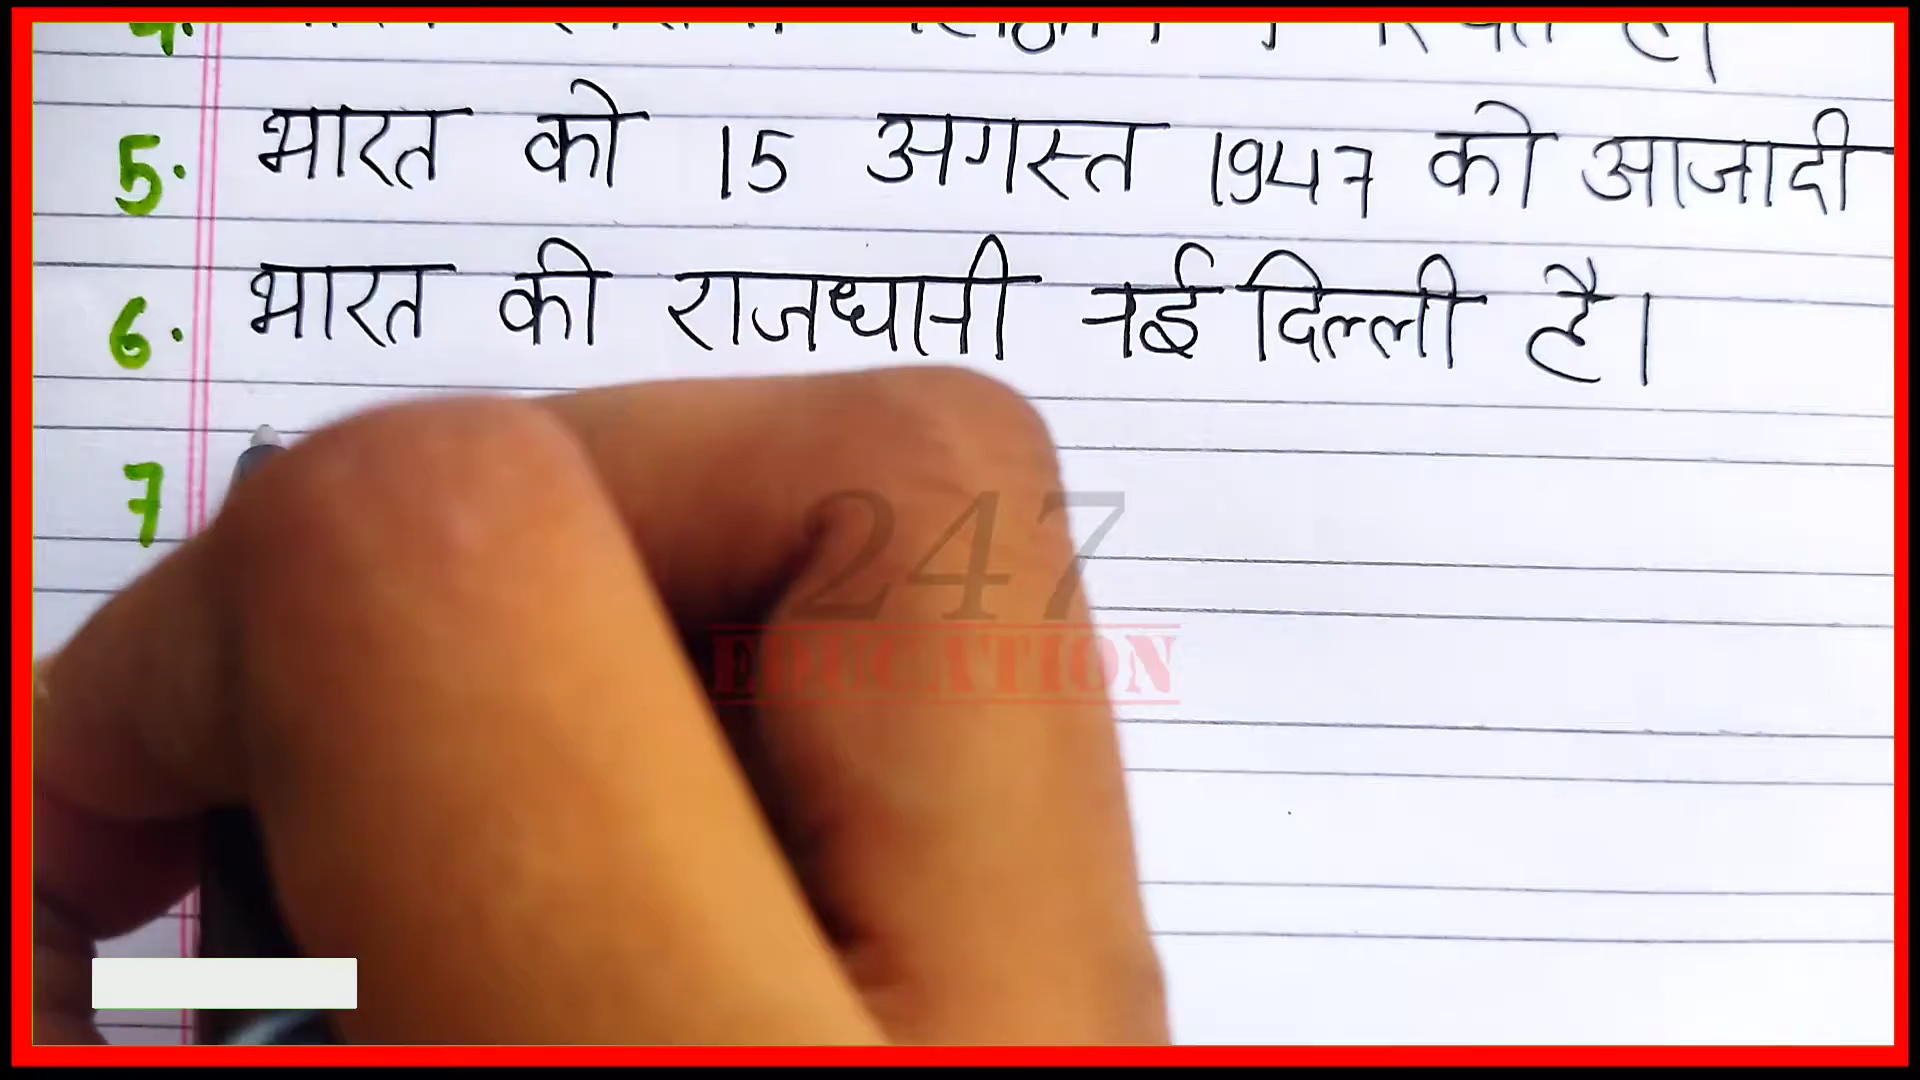 5. भारत को 15 अगस्त 1947 को आजादी
6. भारत की राजधानी नई दिल्ली है।
7
247
EDUCATION